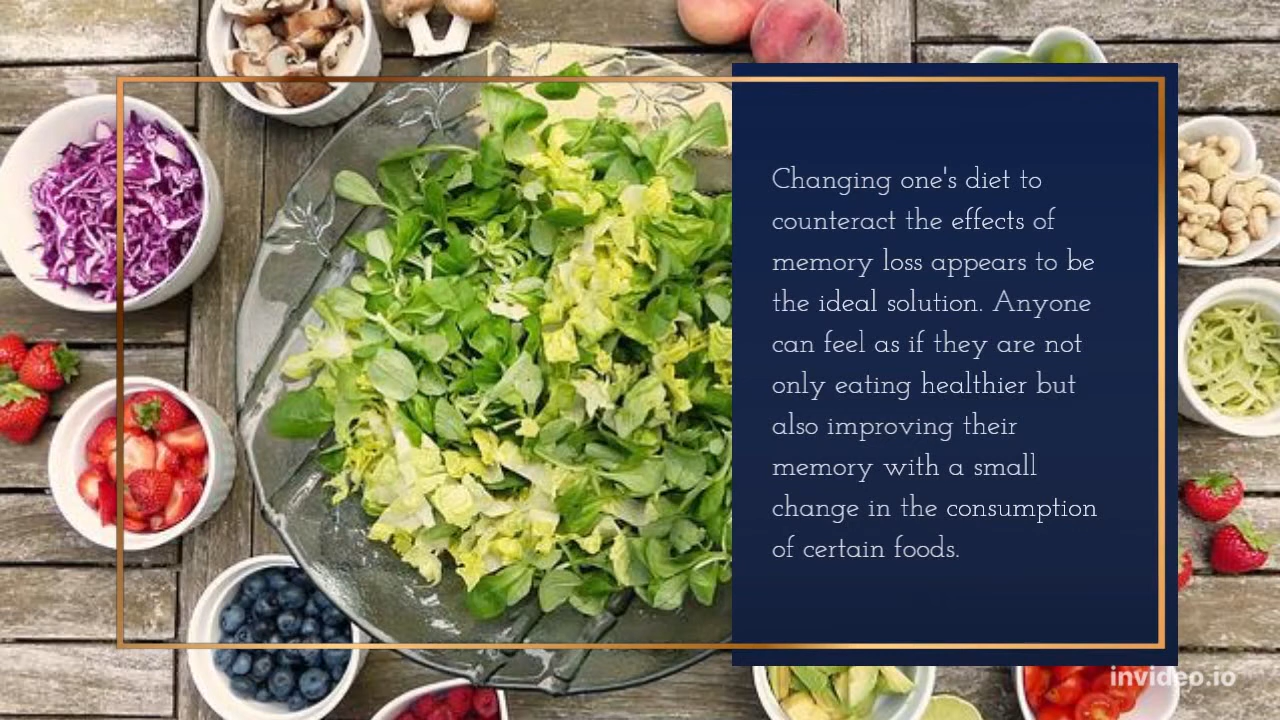 Changing one's diet to
counteract the effects of
memory loss appears to be
the ideal solution. Anyone
can feel as if they are not
only eating healthier but
also improving their
memory with a small
change in the consumption
of certain foods.
invideo.io